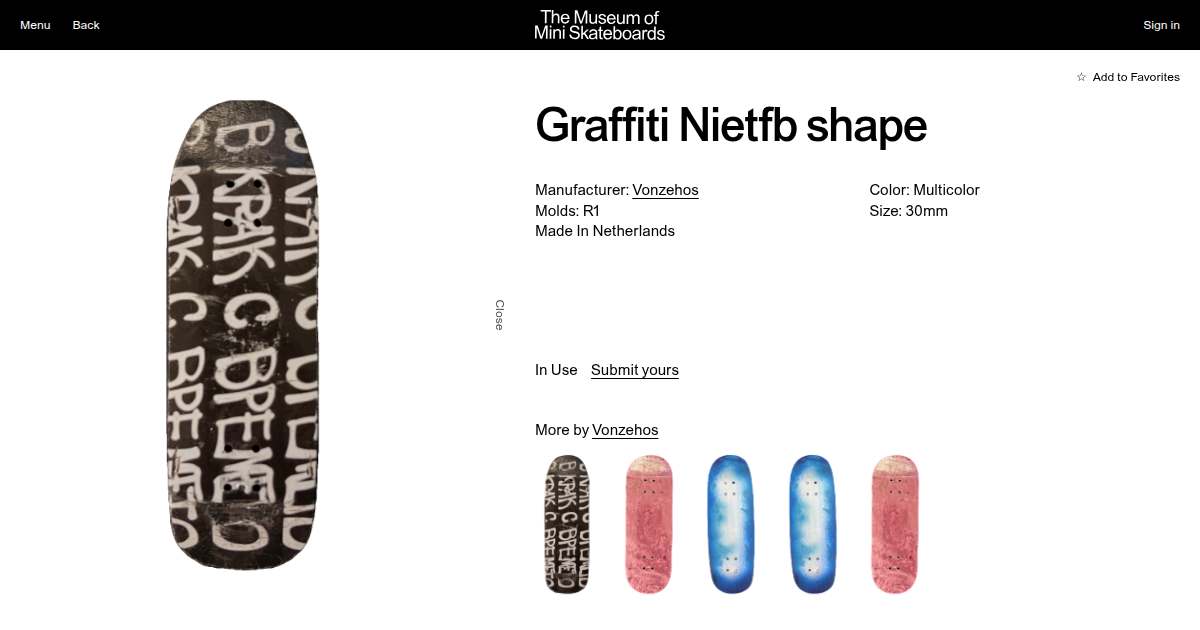 Menu
Back
The Museum of
Mini Skateboards
Sign in
☆ Add to Favorites
Graffiti Nietfb shape
Manufacturer: Vonzehos
Molds: R1
Made In Netherlands
Color: Multicolor
Size: 30mm
Close
In Use Submit yours
More by Vonzehos